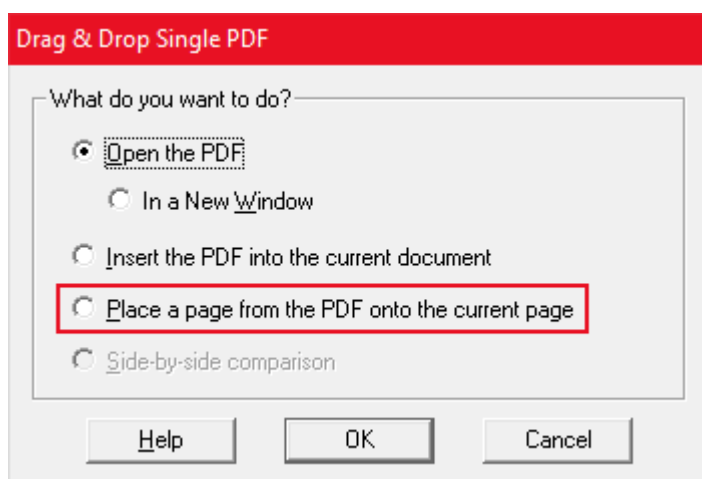 Drag & Drop Single PDF
What do you want to do?
Open the PDF
In a New Window
Insert the PDF into the current document
Place a page from the PDF onto the current page
Side-by-side comparison
Help OK Cancel